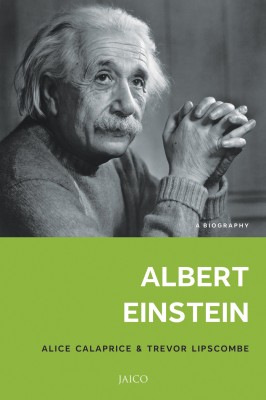 A BIOGRAPHY
ALBERT
EINSTEIN
ALICE CALAPRICE & TREVOR LIPSCOMBE
JAICO